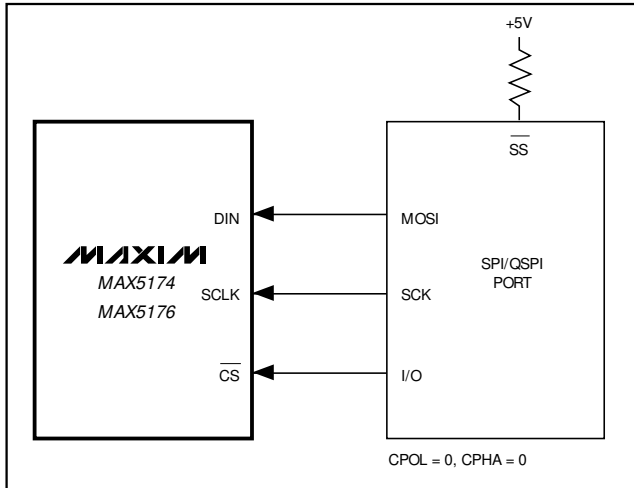 +5V
SS
DIN
MOSI
MAXIM
MAX5174
MAX5176
SPI/QSPI
PORT
SCLK
SCK
CS
I/O
CPOL = 0, CPHA = 0